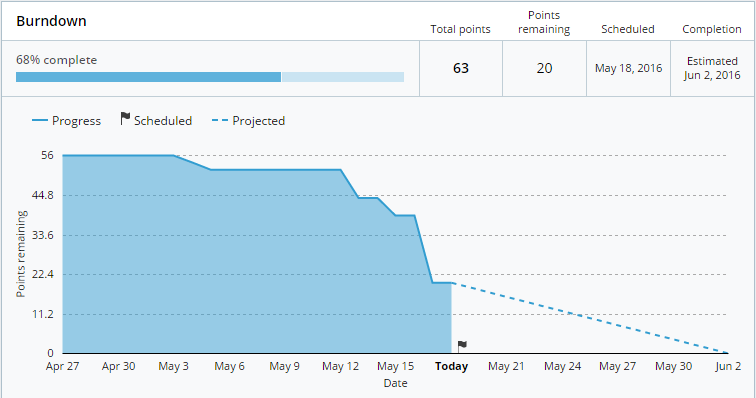 Burndown
Total points
Points remaining
Scheduled
Completion
68% complete
63
20
May 18, 2016
Estimated
Jun 2, 2016
Progress
Scheduled
Projected
Points remaining
56
44.8
33.6
22.4
11.2
0
Apr 27 Apr 30 May 3 May 6 May 9 May 12 May 15 Today May 21 May 24 May 27 May 30 Jun 2
Date